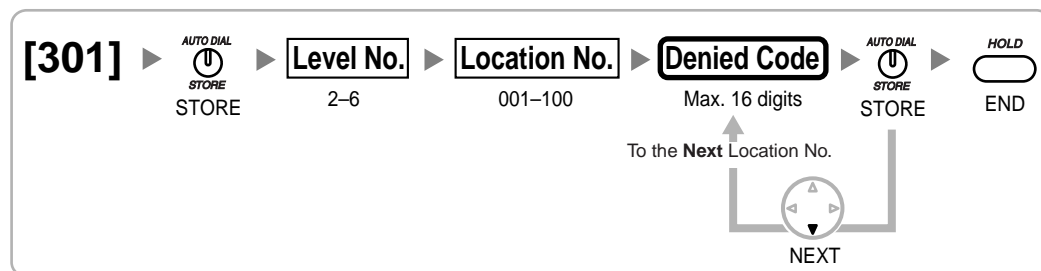 [301]
AUTO DIAL
STORE
STORE
Level No.
2–6
Location No.
001–100
Denied Code
Max. 16 digits
AUTO DIAL
STORE
STORE
HOLD
END
To the Next Location No.
NEXT